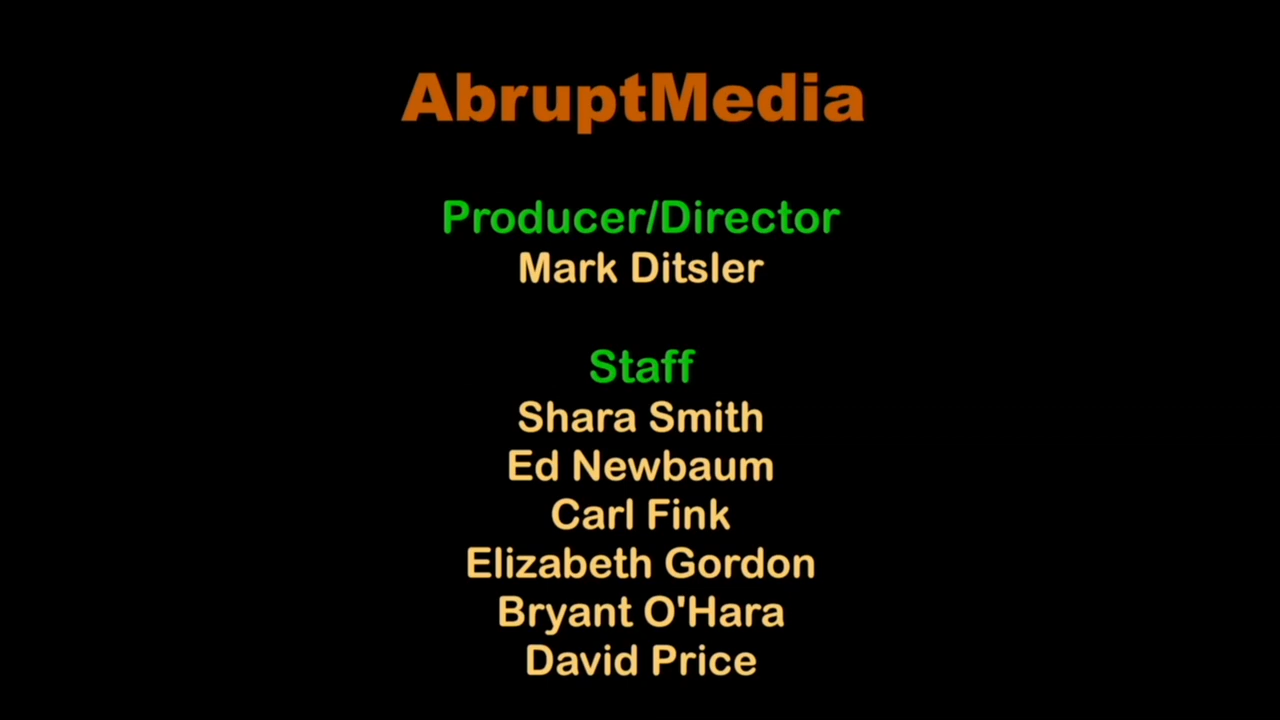 AbruptMedia
Producer/Director
Mark Ditsler
Staff
Shara Smith
Ed Newbaum
Carl Fink
Elizabeth Gordon
Bryant O'Hara
David Price